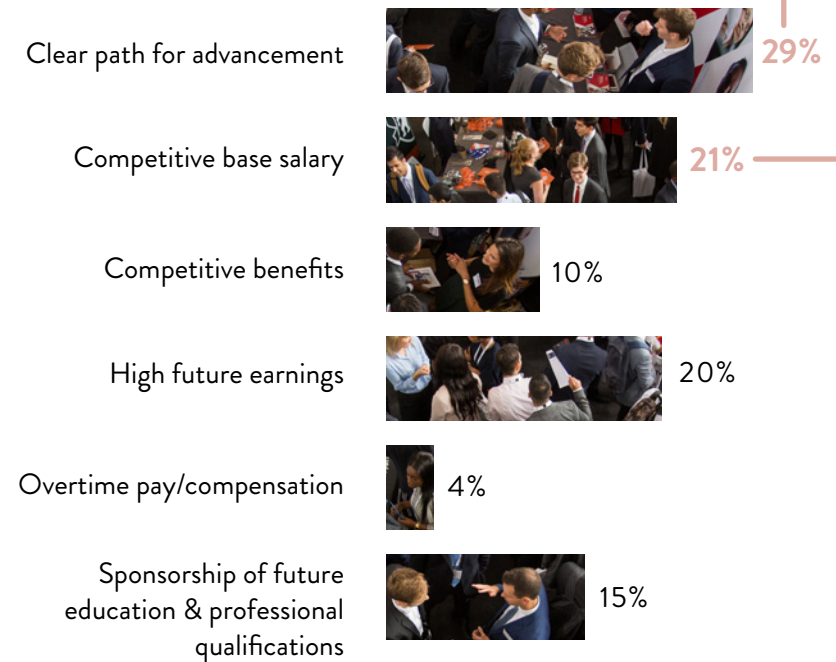 Clear path for advancement
29%
Competitive base salary
21%
Competitive benefits
10%
High future earnings
20%
Overtime pay/compensation
4%
Sponsorship of future
education & professional
qualifications
15%